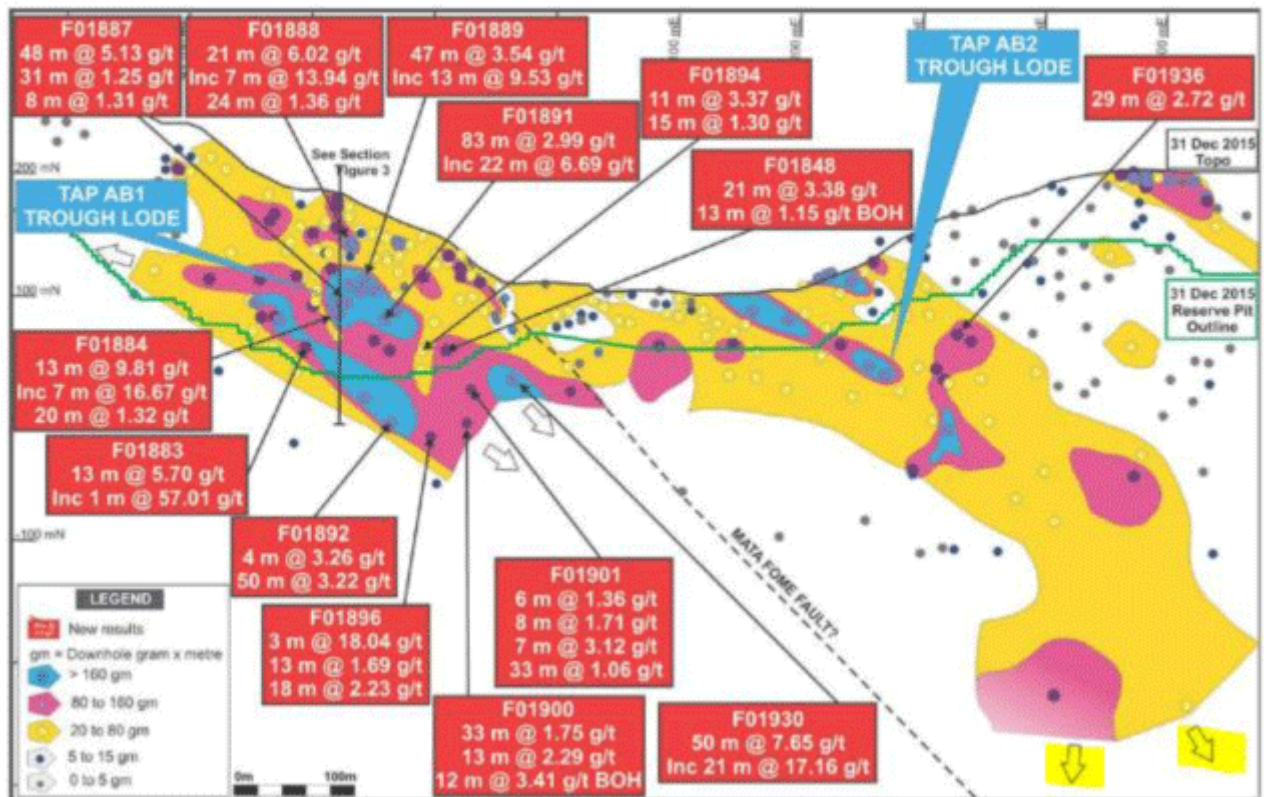 F01887
48 m @ 5.13 g/t
31 m @ 1.25 g/t
8 m @ 1.31 g/t
F01888
21 m @ 6.02 g/t
Inc 7 m @ 13.94 g/t
24 m @ 1.36 g/t
F01889
47 m @ 3.54 g/t
Inc 13 m @ 9.53 g/t
F01894
11 m @ 3.37 g/t
15 m @ 1.30 g/t
TAP AB2
TROUGH LODE
F01936
29 m @ 2.72 g/t
F01891
83 m @ 2.99 g/t
Inc 22 m @ 6.69 g/t
F01848
21 m @ 3.38 g/t
13 m @ 1.15 g/t BOH
31 Dec 2015
Topo
See Section
Figure 3
200 mN
TAP AB1
TROUGH LODE
100 mN
31 Dec 2015
Reserve Pit
Outline
F01884
13 m @ 9.81 g/t
Inc 7 m @ 16.67 g/t
20 m @ 1.32 g/t
F01883
13 m @ 5.70 g/t
Inc 1 m @ 57.01 g/t
F01892
4 m @ 3.26 g/t
50 m @ 3.22 g/t
-100 mN
MATA FOME FAULT?
F01896
3 m @ 18.04 g/t
13 m @ 1.69 g/t
18 m @ 2.23 g/t
F01901
6 m @ 1.36 g/t
8 m @ 1.71 g/t
7 m @ 3.12 g/t
33 m @ 1.06 g/t
F01900
33 m @ 1.75 g/t
13 m @ 2.29 g/t
12 m @ 3.41 g/t BOH
F01930
50 m @ 7.65 g/t
Inc 21 m @ 17.16 g/t
LEGEND
New results
gm = Downhole gram x metre
> 160 gm
80 to 160 gm
20 to 80 gm
5 to 15 gm
0 to 5 gm
0m 100m